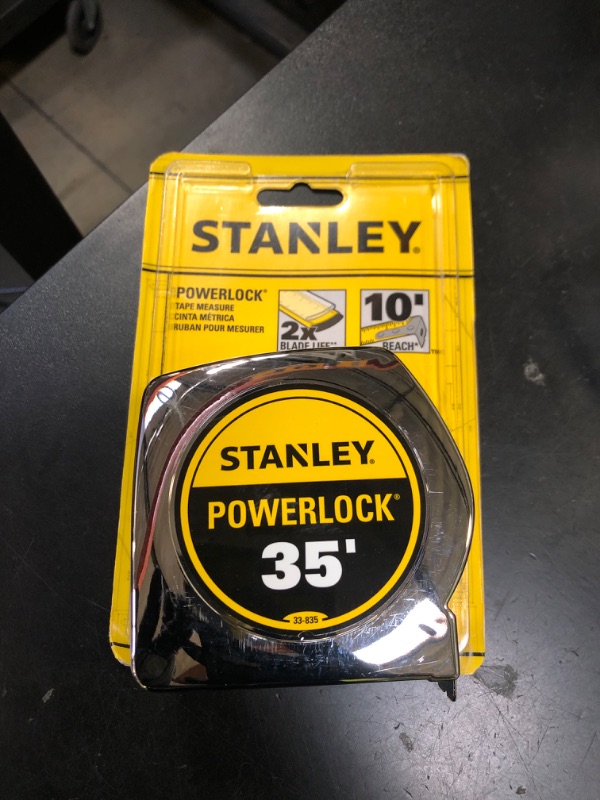 STANLEY®
POWERLOCK®
TAPE MEASURE
CINTA MÉTRICA
RUBAN POUR MESURER
2X
BLADE LIFE**
10'
REACH*
TM
STANLEY®
POWERLOCK®
35'
33-835